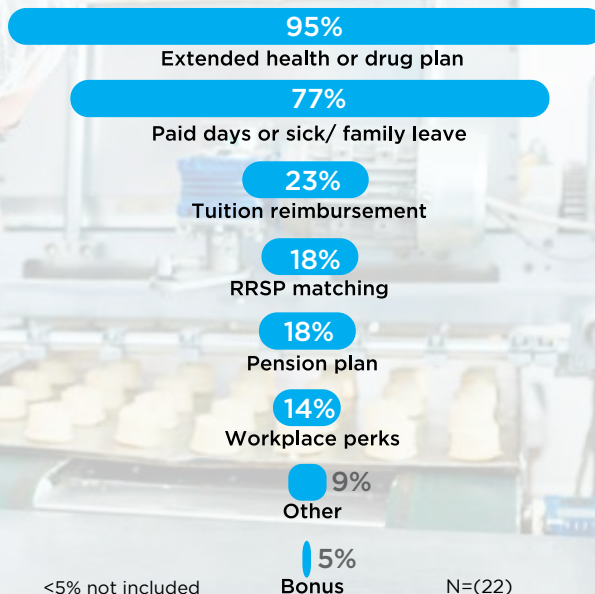 95%
Extended health or drug plan
77%
Paid days or sick/ family leave
23%
Tuition reimbursement
18%
RRSP matching
18%
Pension plan
14%
Workplace perks
9%
Other
5%
<5% not included Bonus N=(22)